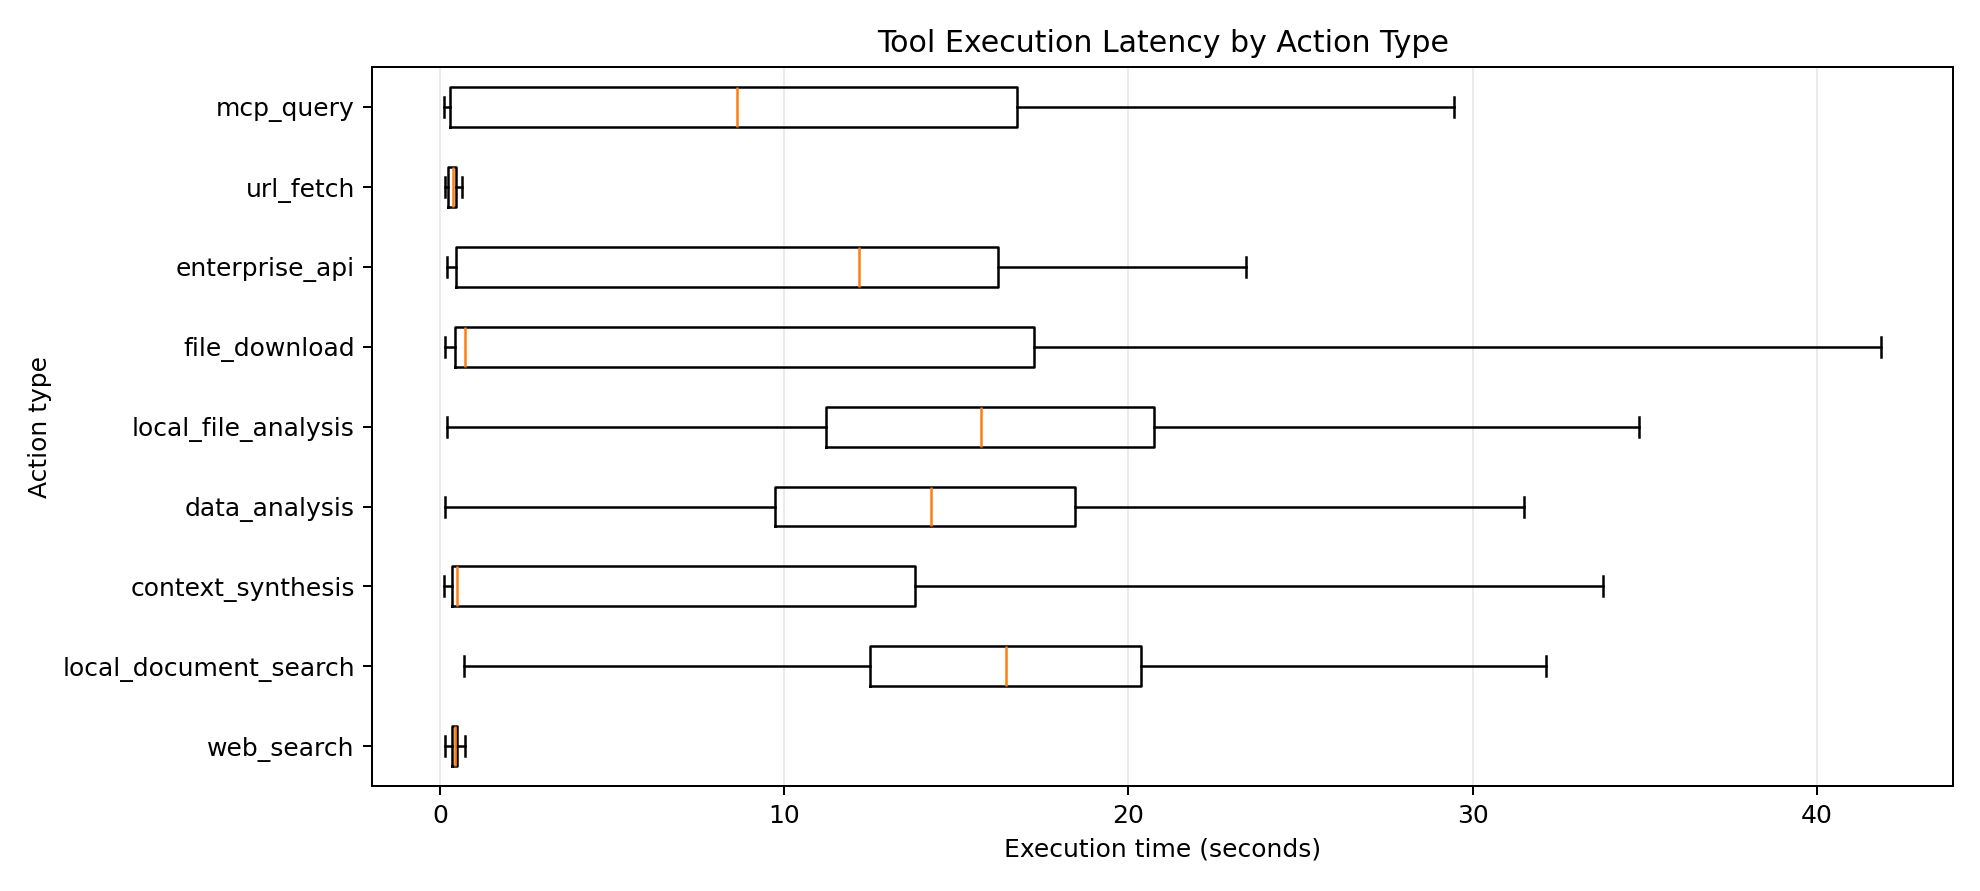 Tool Execution Latency by Action Type
mcp_query
url_fetch
enterprise_api
file_download
local_file_analysis
data_analysis
context_synthesis
local_document_search
web_search
Action type
0 10 20 30 40
Execution time (seconds)